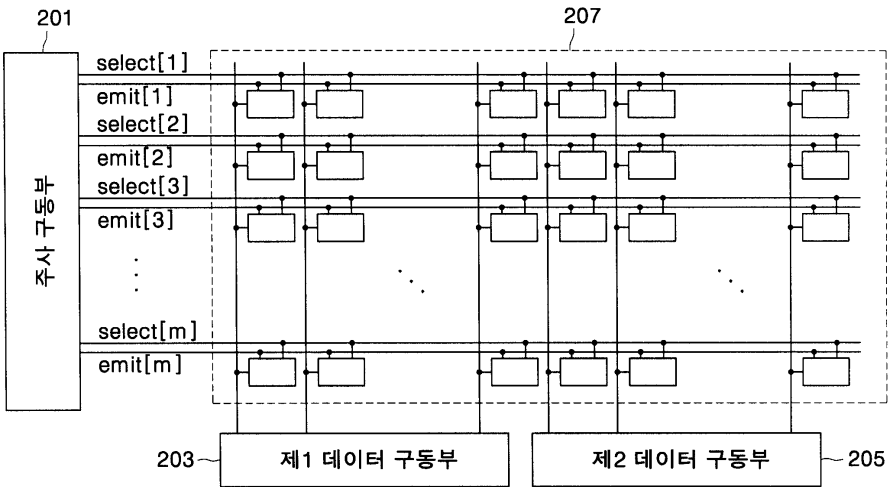 201
207
select[1]
emit[1]
select[2]
emit[2]
select[3]
emit[3]
주사 구동부
select[m]
emit[m]
203
제1 데이터 구동부
제2 데이터 구동부
205